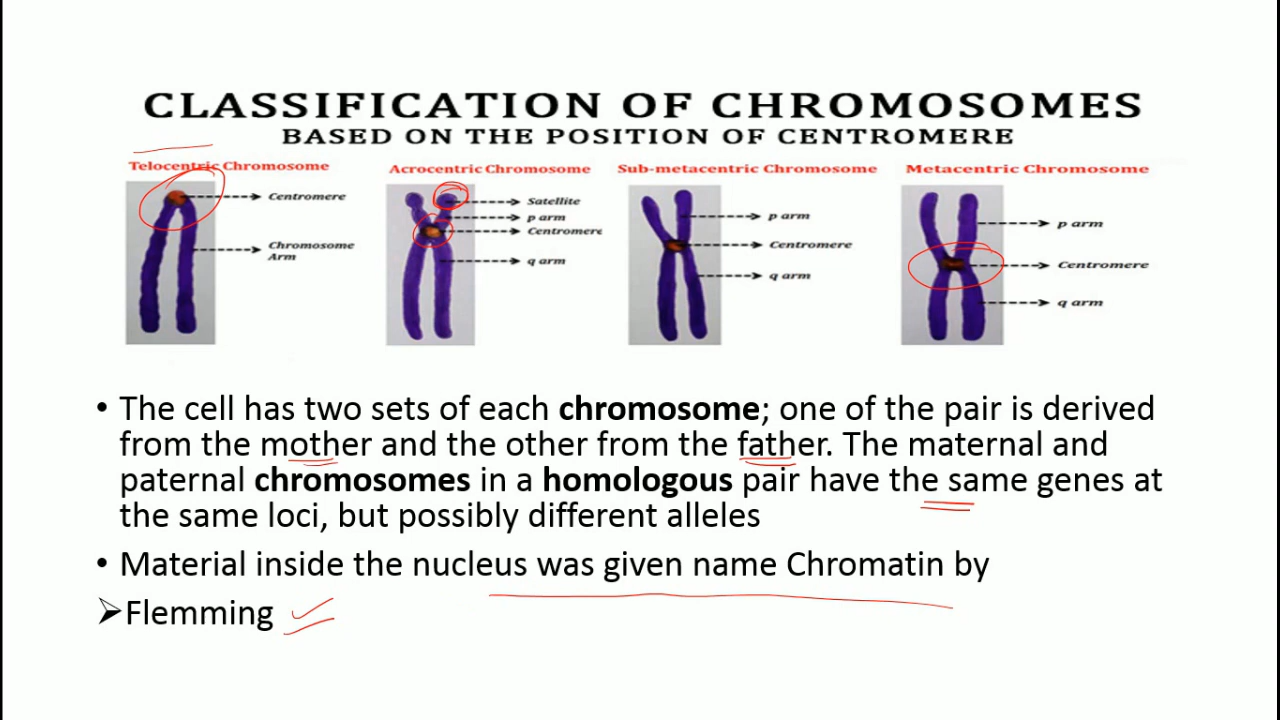 CLASSIFICATION OF CHROMOSOMES
BASED ON THE POSITION OF CENTROMERE
Telocentric Chromosome
Centromere
Chromosome
Arm
Acrocentric Chromosome
Satellite
p arm
Centromere
q arm
Sub-metacentric Chromosome
p arm
Centromere
q arm
Metacentric Chromosome
p arm
Centromere
q arm
• The cell has two sets of each chromosome; one of the pair is derived
from the mother and the other from the father. The maternal and
paternal chromosomes in a homologous pair have the same genes at
the same loci, but possibly different alleles
• Material inside the nucleus was given name Chromatin by
➢Flemming